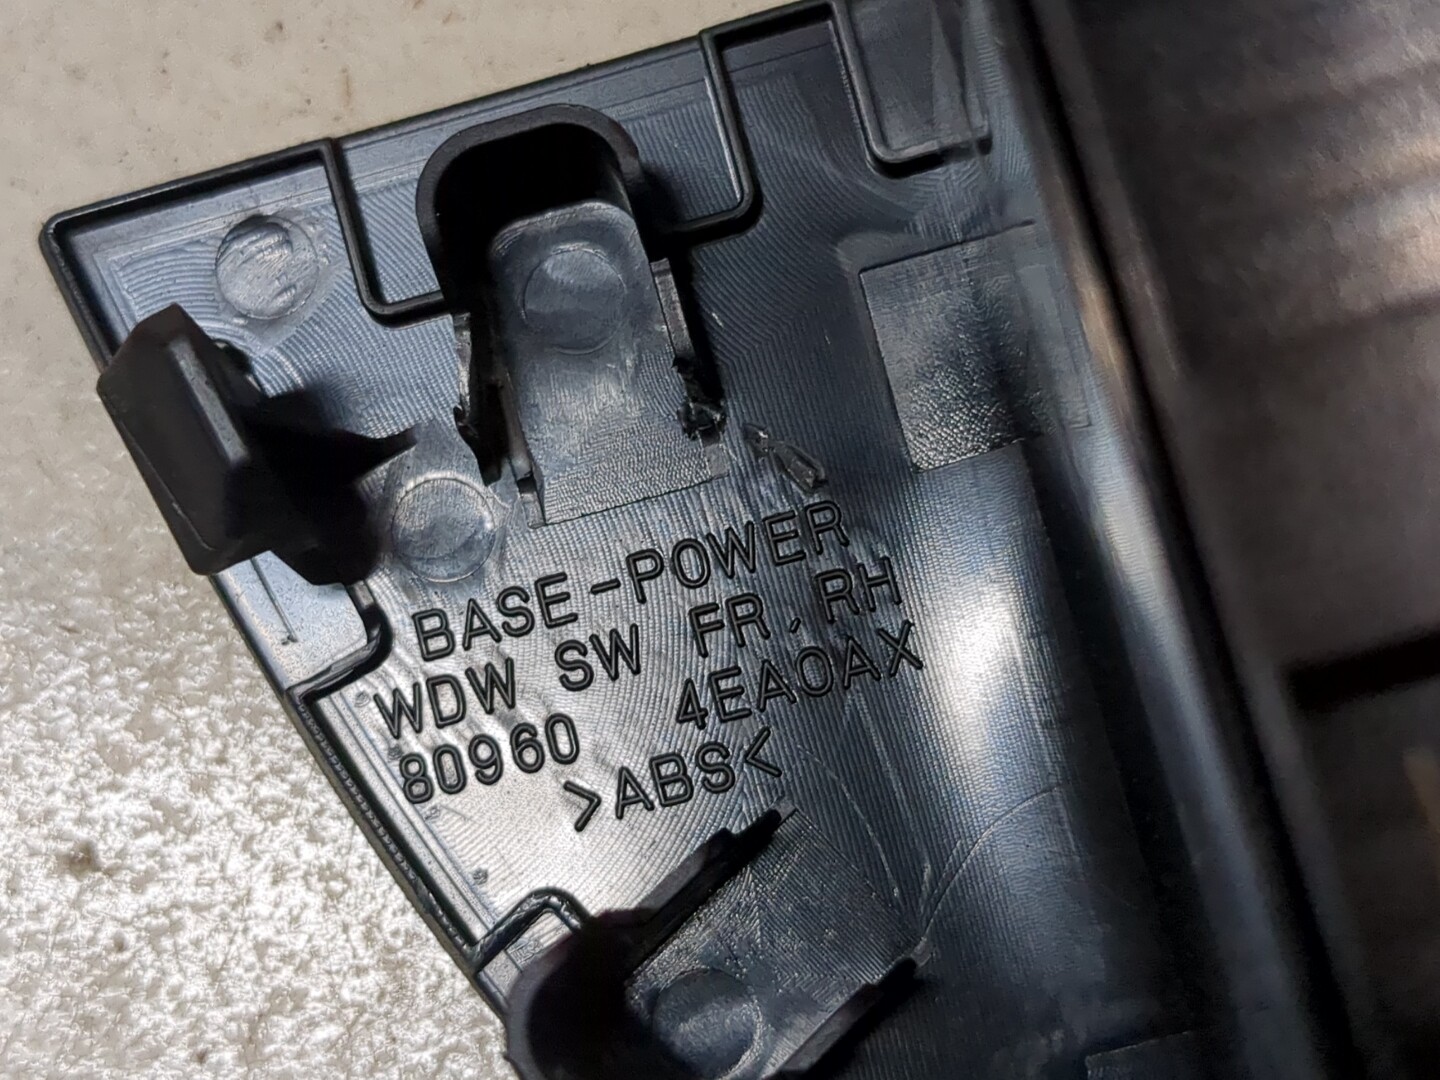 BASE-POWER
WDW SW FR, RH
80960 4EA0AX
>ABS<